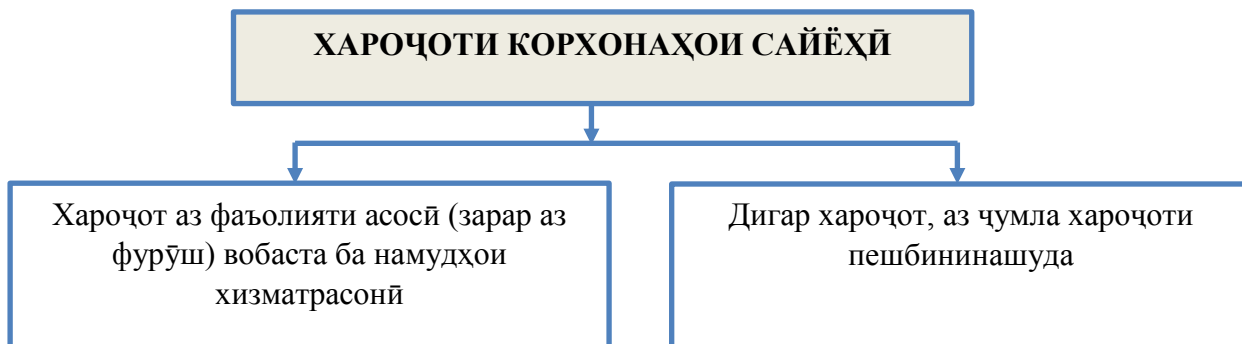 ХАРОҶОТИ КОРХОНАҲОИ САЙЁҲӢ
Хароҷот аз фаъолияти асосӣ (зарар аз
фурӯш) вобаста ба намудҳои
хизматрасонӣ
Дигар хароҷот, аз ҷумла хароҷоти
пешбининашуда